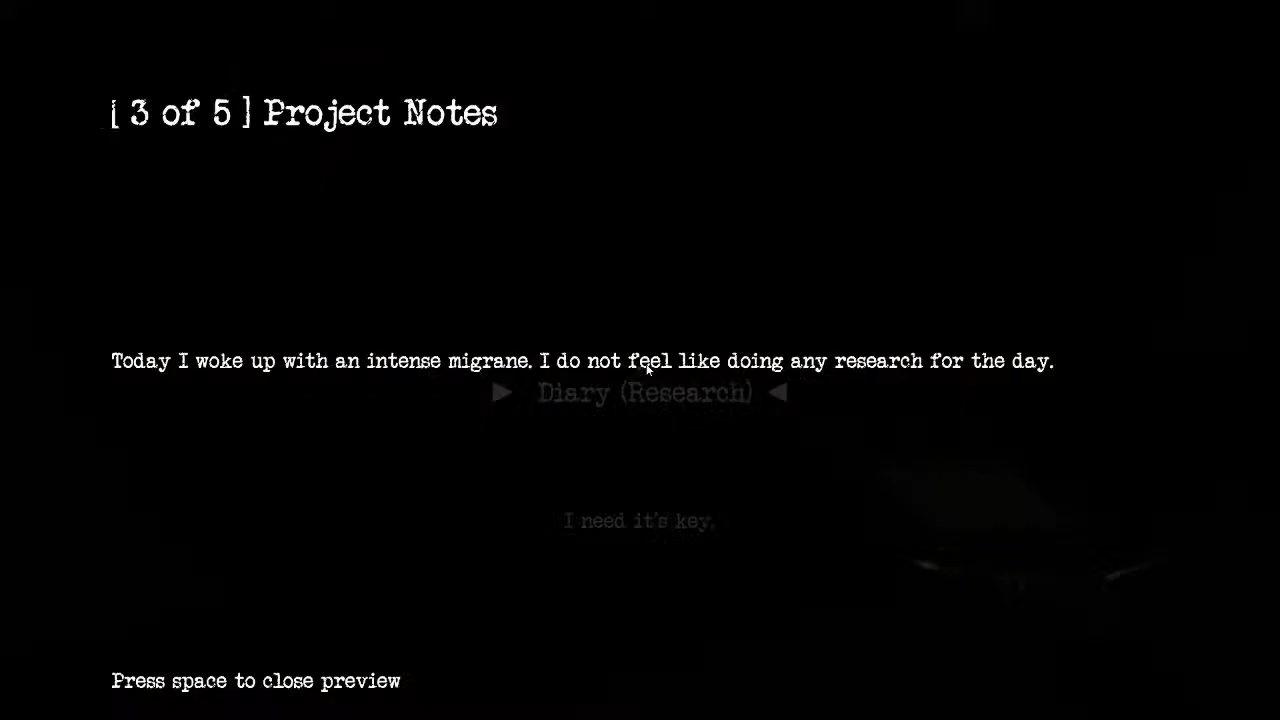 [ 3 of 5 ] Project Notes
Today I woke up with an intense migrane. I do not feel like doing any research for the day.
► Diary (Research) ◄
I need it's key.
Press space to close preview